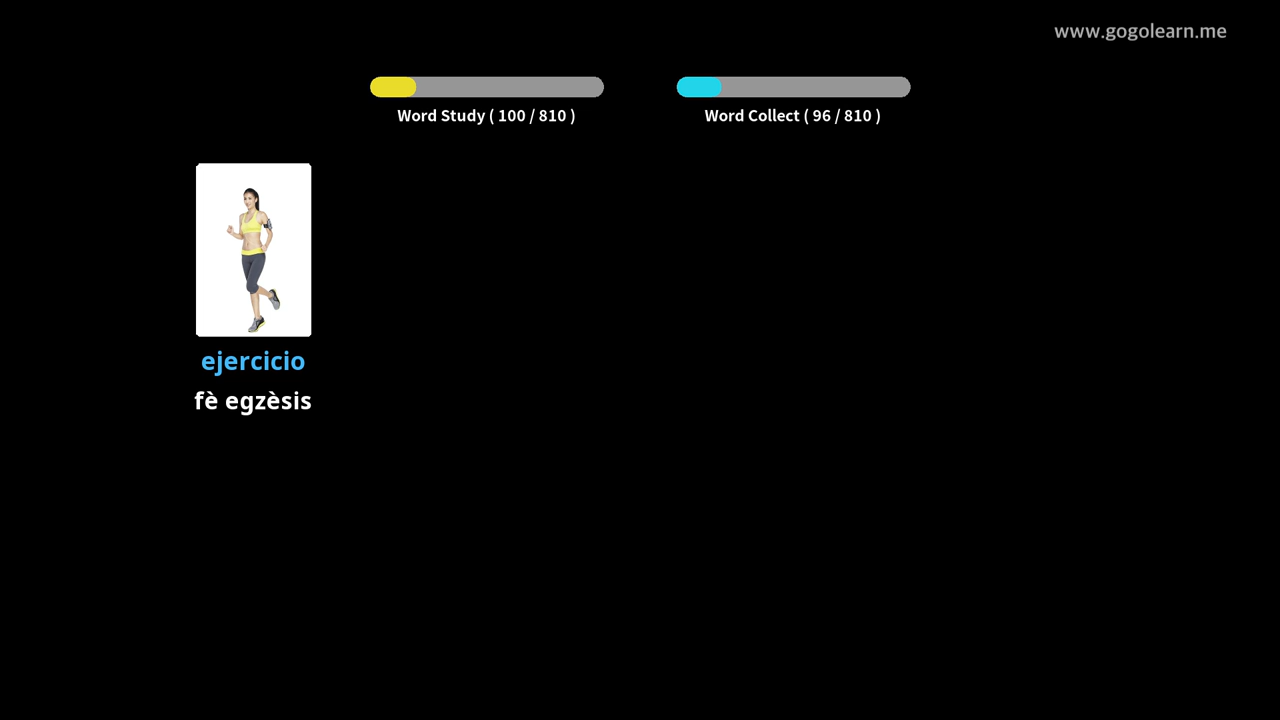 www.gogolearn.me
Word Study ( 100 / 810 )
Word Collect ( 96 / 810 )
ejercicio
fè egzèsis